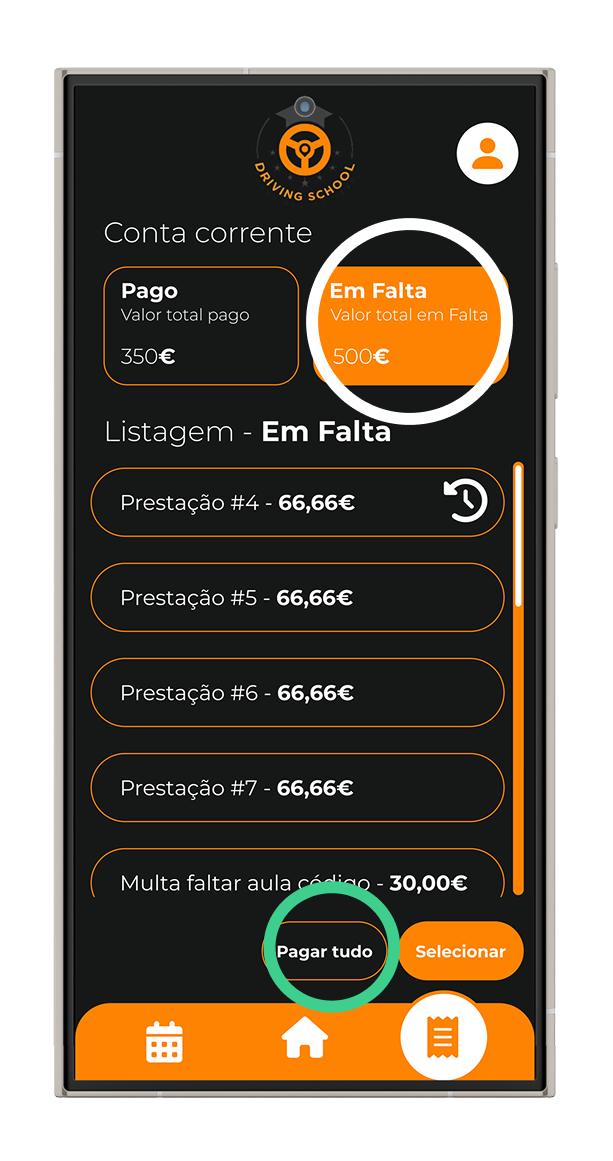 DRIVING SCHOOL
Conta corrente
Pago
Valor total pago
350€
Em Falta
Valor total em Falta
500€
Listagem - Em Falta
Prestação #4 - 66,66€
Prestação #5 - 66,66€
Prestação #6 - 66,66€
Prestação #7 - 66,66€
Multa faltar aula código - 30,00€
Pagar tudo
Selecionar